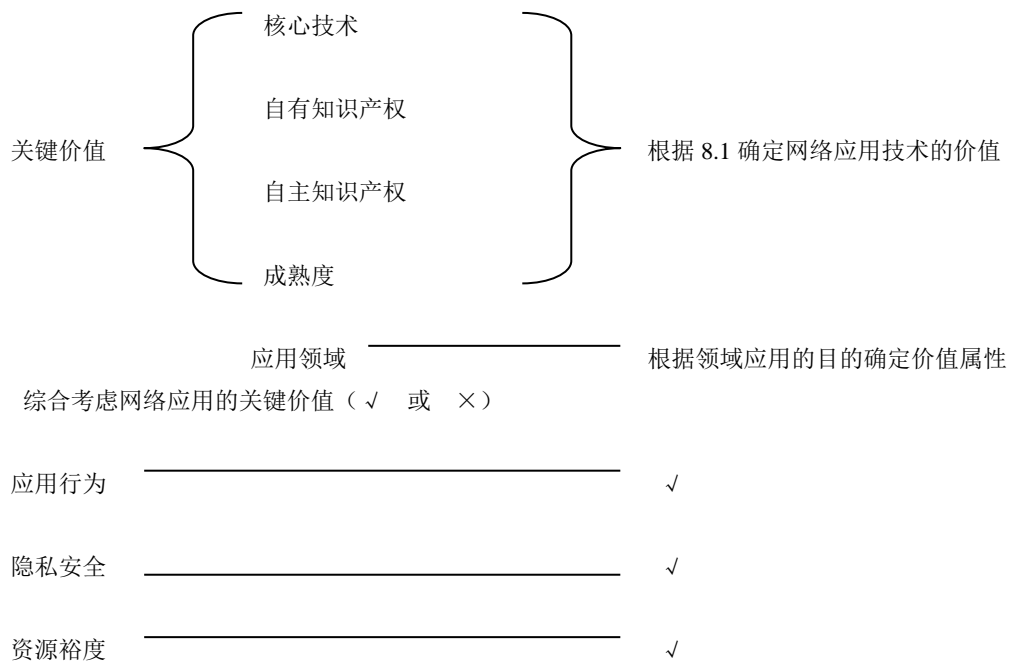 核心技术
自有知识产权
关键价值 根据 8.1 确定网络应用技术的价值
自主知识产权
成熟度
应用领域 根据领域应用的目的确定价值属性
综合考虑网络应用的关键价值（√ 或 ×）
应用行为 √
隐私安全 √
资源裕度 √